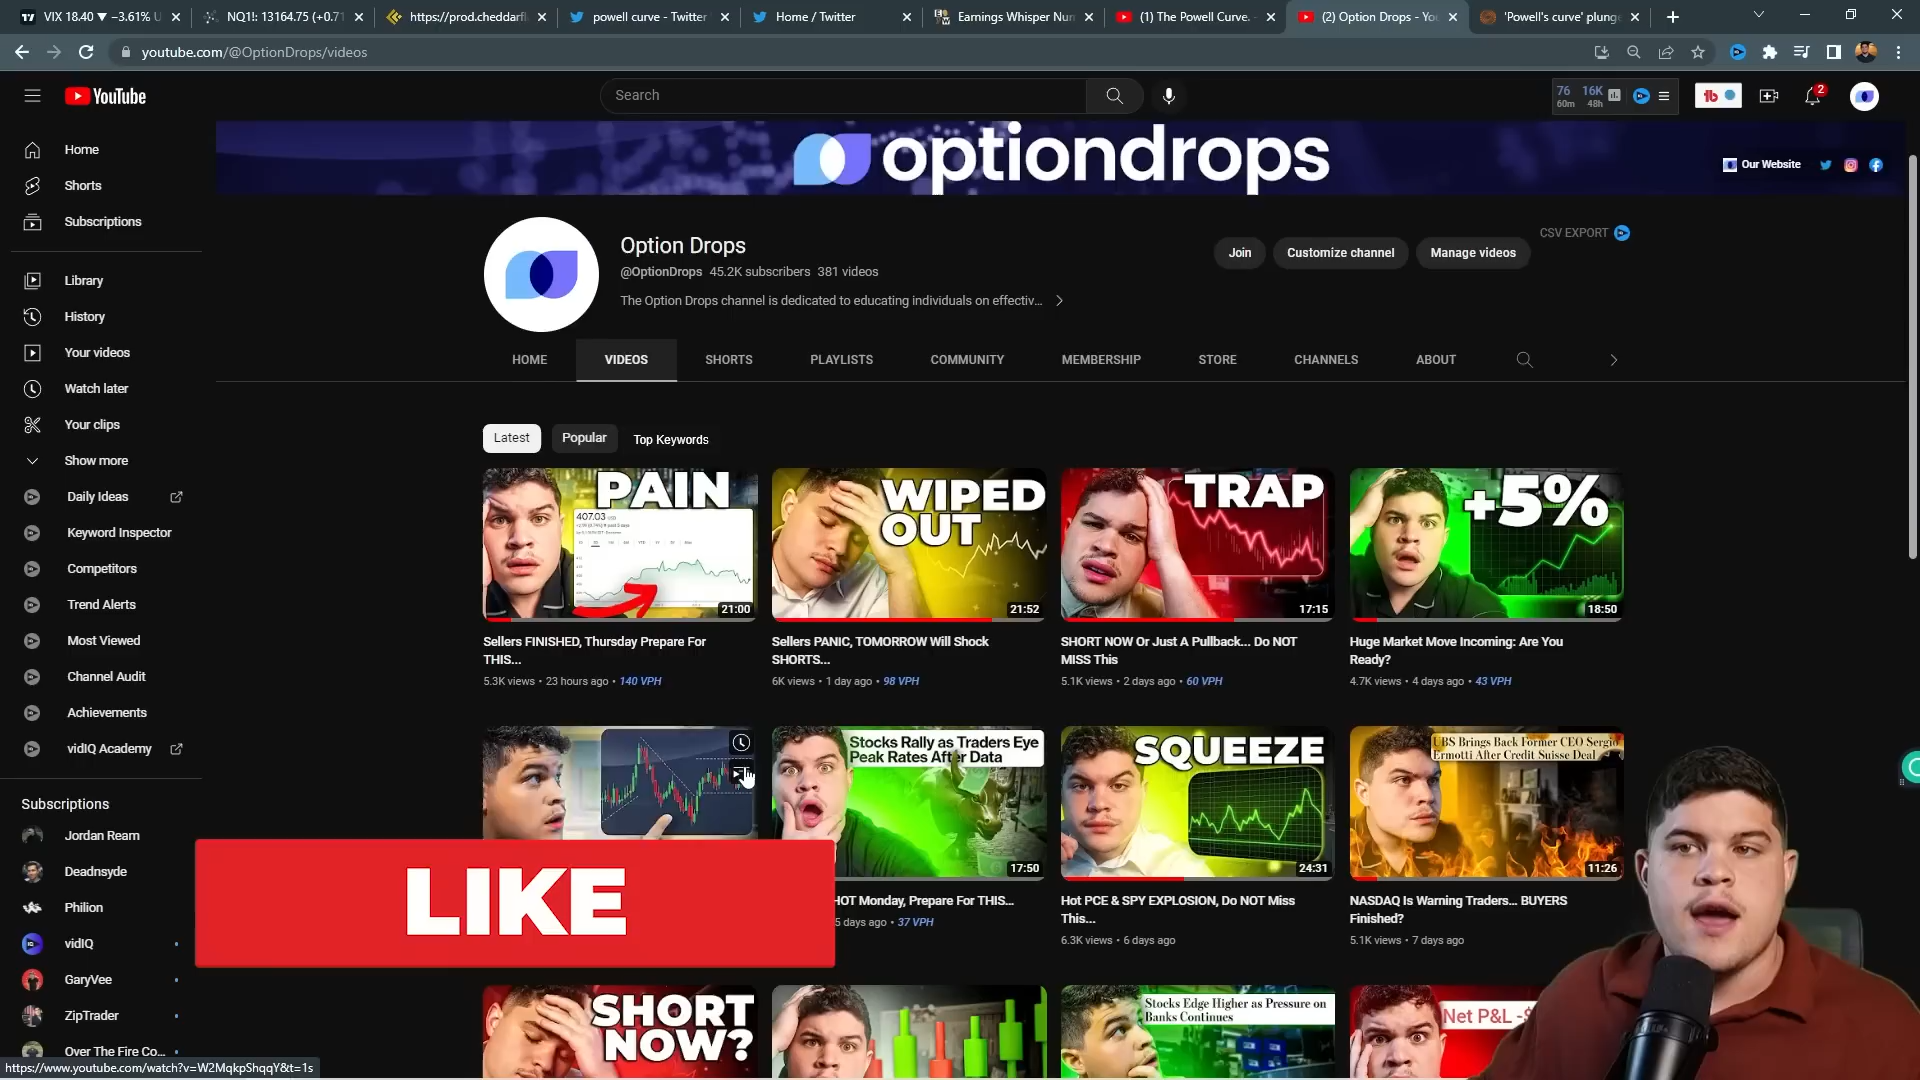 VIX 18.40 ▼ −3.61% U
NQ1!: 13164.75 (+0.71
https://prod.cheddarfl
powell curve - Twitter
Home / Twitter
Earnings Whisper Num
(1) The Powell Curve. -
(2) Option Drops - You
'Powell's curve' plung
youtube.com/@OptionDrops/videos
YouTube
Search
76 16K
60m 48h
2
Home
Shorts
Subscriptions
Library
History
Your videos
Watch later
Your clips
Show more
Daily Ideas
Keyword Inspector
Competitors
Trend Alerts
Most Viewed
Channel Audit
Achievements
vidIQ Academy
Subscriptions
Jordan Ream
Deadnsyde
Philion
vidIQ
GaryVee
ZipTrader
Over The Fire Co...
optiondrops
Our Website
Option Drops
@OptionDrops 45.2K subscribers 381 videos
The Option Drops channel is dedicated to educating individuals on effectiv...
Join
Customize channel
Manage videos
CSV EXPORT
HOME VIDEOS SHORTS PLAYLISTS COMMUNITY MEMBERSHIP STORE CHANNELS ABOUT
Latest Popular Top Keywords
PAIN
407.03
21:00
Sellers FINISHED, Thursday Prepare For
THIS...
5.3K views • 23 hours ago • 140 VPH
WIPED
OUT
21:52
Sellers PANIC, TOMORROW Will Shock
SHORTS...
6K views • 1 day ago • 98 VPH
TRAP
17:15
SHORT NOW Or Just A Pullback... Do NOT
MISS This
5.1K views • 2 days ago • 60 VPH
+5%
18:50
Huge Market Move Incoming: Are You
Ready?
4.7K views • 4 days ago • 43 VPH
Stocks Rally as Traders Eye
Peak Rates After Data
17:50
HOT Monday, Prepare For THIS...
5 days ago • 37 VPH
SQUEEZE
24:31
Hot PCE & SPY EXPLOSION, Do NOT Miss
This...
6.3K views • 6 days ago
UBS Brings Back Former CEO Sergio
Ermotti After Credit Suisse Deal
11:26
NASDAQ Is Warning Traders... BUYERS
Finished?
5.1K views • 7 days ago
LIKE
SHORT
NOW?
Stocks Edge Higher as Pressure on
Banks Continues
Net P&L -$
https://www.youtube.com/watch?v=W2MqkpShqqY&t=1s